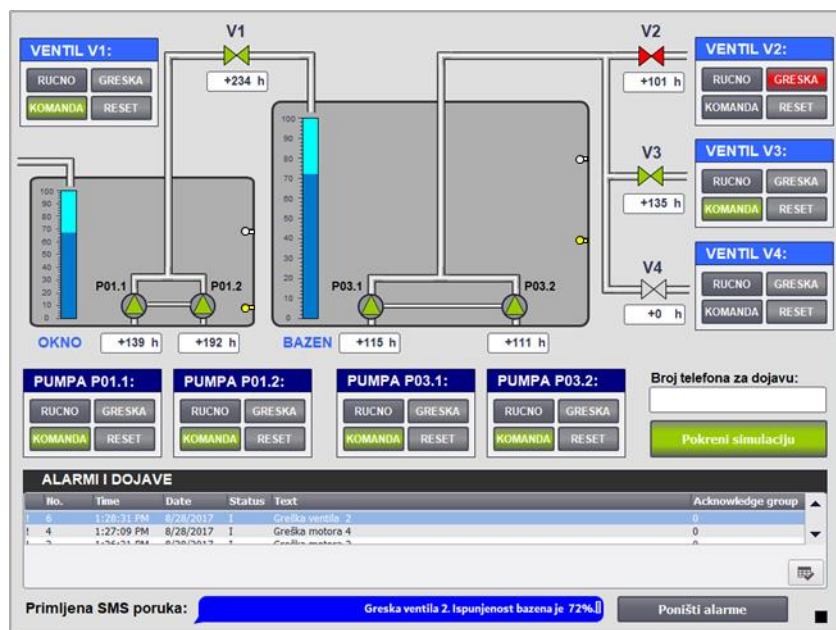 V1
V2
VENTIL V1:
RUCNO GRESKA
KOMANDA RESET
+234 h
+101 h
VENTIL V2:
RUCNO GRESKA
KOMANDA RESET
V3
+135 h
VENTIL V3:
RUCNO GRESKA
KOMANDA RESET
V4
+0 h
VENTIL V4:
RUCNO GRESKA
KOMANDA RESET
100
90
80
70
60
50
40
30
20
10
0
P01.1
P01.2
OKNO
+139 h
+192 h
100
90
80
70
60
50
40
30
20
10
0
P03.1
P03.2
BAZEN
+115 h
+111 h
PUMPA P01.1:
RUCNO GRESKA
KOMANDA RESET
PUMPA P01.2:
RUCNO GRESKA
KOMANDA RESET
PUMPA P03.1:
RUCNO GRESKA
KOMANDA RESET
PUMPA P03.2:
RUCNO GRESKA
KOMANDA RESET
Broj telefona za dojavu:
Pokreni simulaciju
ALARMI I DOJAVE
No. Time Date Status Text Acknowledge group
! 6 1:28:31 PM 8/28/2017 I Greška ventila 2 0
! 4 1:27:09 PM 8/28/2017 I Greška motora 4 0
Primljena SMS poruka: Greska ventila 2. Ispunjenost bazena je 72%.
Poništi alarme